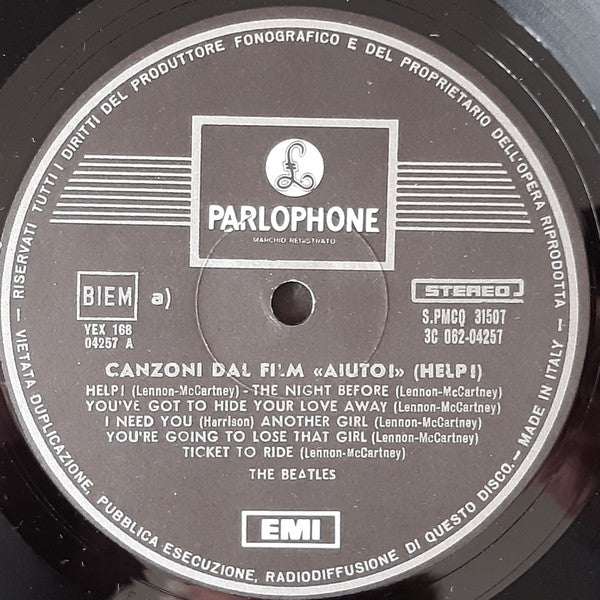 RISERVATI TUTTI I DIRITTI DEL PRODUTTORE FONOGRAFICO E DEL PROPRIETARIO DELL'OPERA RIPRODOTTA - MADE IN ITALY
£
PARLOPHONE
MARCHIO REGISTRATO
BIEM a)
STEREO
YEX 168
04257 A
S.PMCQ 31507
3C 062-04257
CANZONI DAL FILM «AIUTO!» (HELP!)
HELP! (Lennon-McCartney) - THE NIGHT BEFORE (Lennon-McCartney)
YOU'VE GOT TO HIDE YOUR LOVE AWAY (Lennon-McCartney)
I NEED YOU (Harrison) ANOTHER GIRL (Lennon-McCartney)
YOU'RE GOING TO LOSE THAT GIRL (Lennon-McCartney)
TICKET TO RIDE (Lennon-McCartney)
THE BEATLES
EMI
- VIETATA DUPLICAZIONE, PUBBLICA ESECUZIONE, RADIODIFFUSIONE DI QUESTO DISCO. -